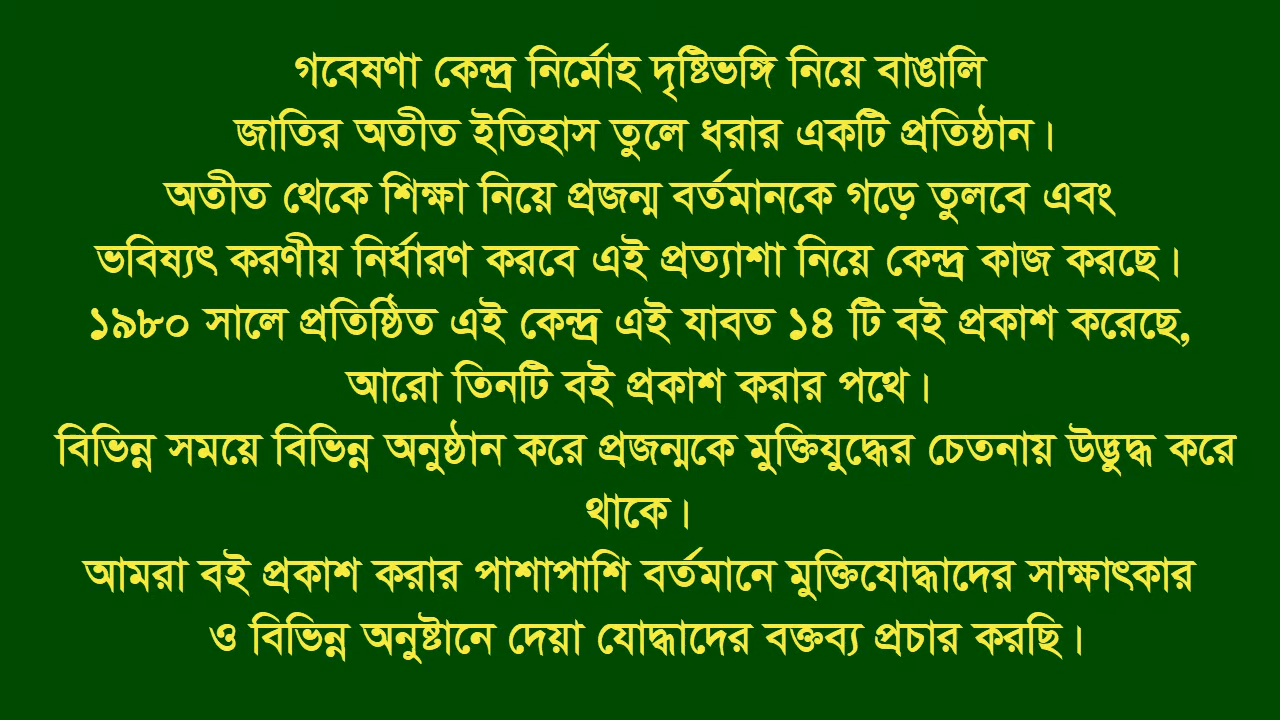 গবেষণা কেন্দ্র নির্মোহ দৃষ্টিভঙ্গি নিয়ে বাঙালি
জাতির অতীত ইতিহাস তুলে ধরার একটি প্রতিষ্ঠান।
অতীত থেকে শিক্ষা নিয়ে প্রজন্ম বর্তমানকে গড়ে তুলবে এবং
ভবিষ্যৎ করণীয় নির্ধারণ করবে এই প্রত্যাশা নিয়ে কেন্দ্র কাজ করছে।
১৯৮০ সালে প্রতিষ্ঠিত এই কেন্দ্র এই যাবত ১৪ টি বই প্রকাশ করেছে,
আরো তিনটি বই প্রকাশ করার পথে।
বিভিন্ন সময়ে বিভিন্ন অনুষ্ঠান করে প্রজন্মকে মুক্তিযুদ্ধের চেতনায় উদ্ভুদ্ধ করে
থাকে।
আমরা বই প্রকাশ করার পাশাপাশি বর্তমানে মুক্তিযোদ্ধাদের সাক্ষাৎকার
ও বিভিন্ন অনুষ্টানে দেয়া যোদ্ধাদের বক্তব্য প্রচার করছি।